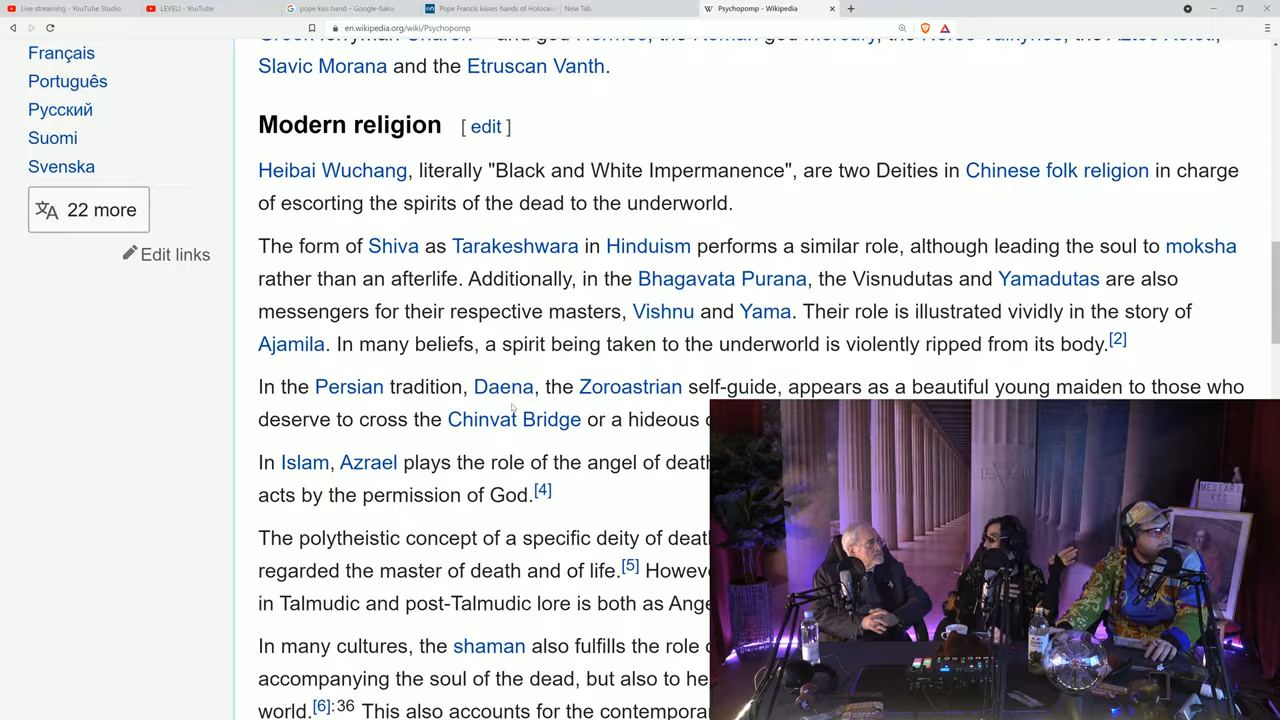 Live streaming - YouTube Studio
LEVELI - YouTube
pope kiss hand – Google-haku
Pope Francis kisses hands of Holocau
New Tab
Psychopomp - Wikipedia
en.wikipedia.org/wiki/Psychopomp
Français
Português
Русский
Suomi
Svenska
22 more
Edit links
Slavic Morana and the Etruscan Vanth.
Modern religion [ edit ]
Heibai Wuchang, literally "Black and White Impermanence", are two Deities in Chinese folk religion in charge
of escorting the spirits of the dead to the underworld.
The form of Shiva as Tarakeshwara in Hinduism performs a similar role, although leading the soul to moksha
rather than an afterlife. Additionally, in the Bhagavata Purana, the Visnudutas and Yamadutas are also
messengers for their respective masters, Vishnu and Yama. Their role is illustrated vividly in the story of
Ajamila. In many beliefs, a spirit being taken to the underworld is violently ripped from its body.[2]
In the Persian tradition, Daena, the Zoroastrian self-guide, appears as a beautiful young maiden to those who
deserve to cross the Chinvat Bridge or a hideous
In Islam, Azrael plays the role of the angel of death
acts by the permission of God.[4]
The polytheistic concept of a specific deity of death
regarded the master of death and of life.[5] However
in Talmudic and post-Talmudic lore is both as Ange
In many cultures, the shaman also fulfills the role
accompanying the soul of the dead, but also to he
world.[6]:36 This also accounts for the contemporar
MESTARI
KSS